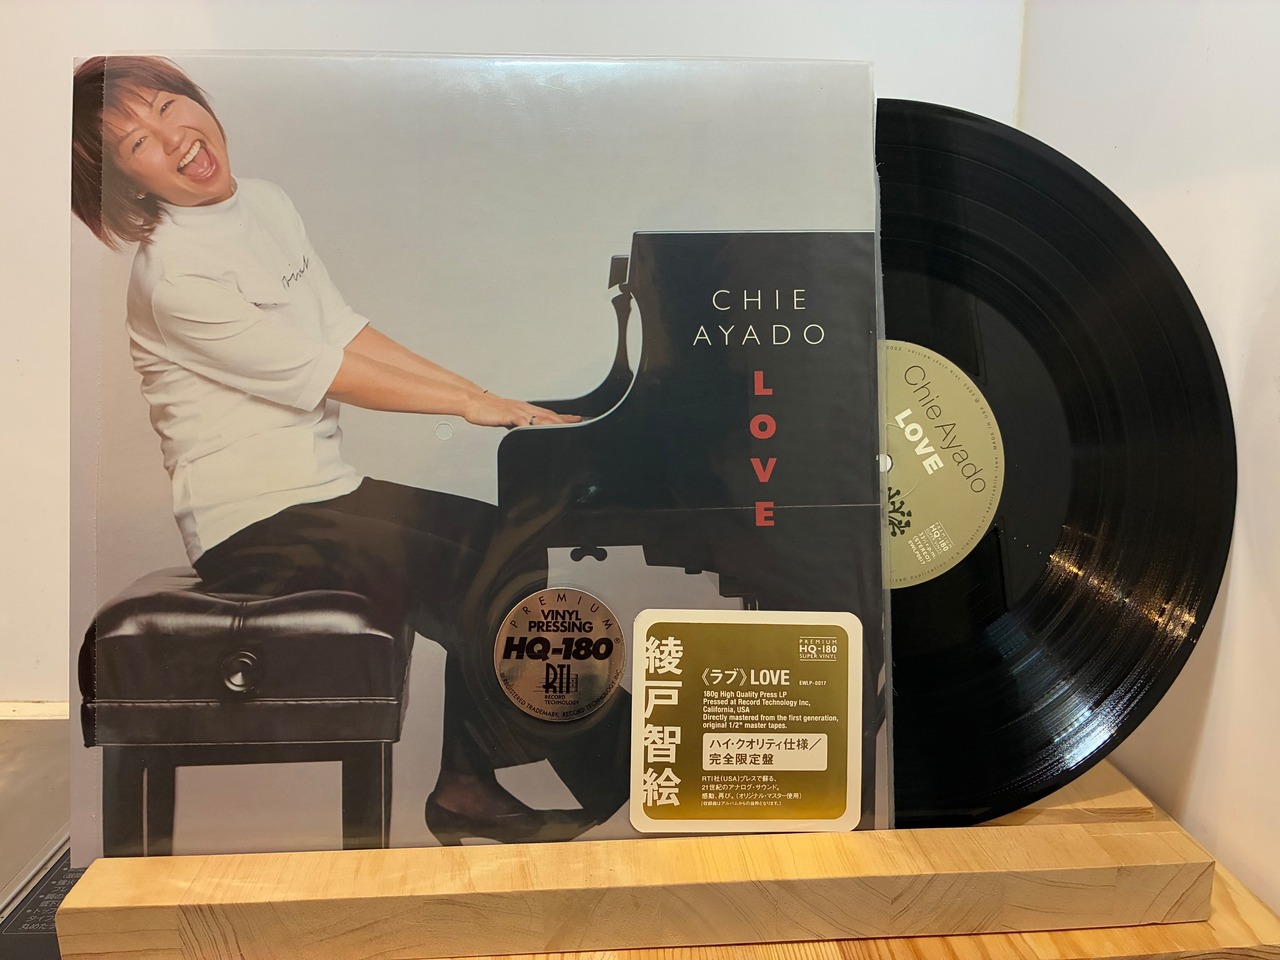 CHIE
AYADO
LOVE
PREMIUM
VINYL
PRESSING
HQ-180
RTI
RECORD
TECHNOLOGY
綾戸智絵
PREMIUM
HQ-180
SUPER VINYL
《ラブ》LOVE
EWLP-0017
180g High Quality Press LP
Pressed at Record Technology Inc,
California, USA
Directly mastered from the first generation,
original 1/2" master tapes.
ハイ・クオリティ仕様/
完全限定盤
RTI社(USA)プレスで蘇る、
21世紀のアナログ・サウンド。
感動、再び。(オリジナル・マスター使用)
Chie Ayado
LOVE
HQ-180
(STEREO)